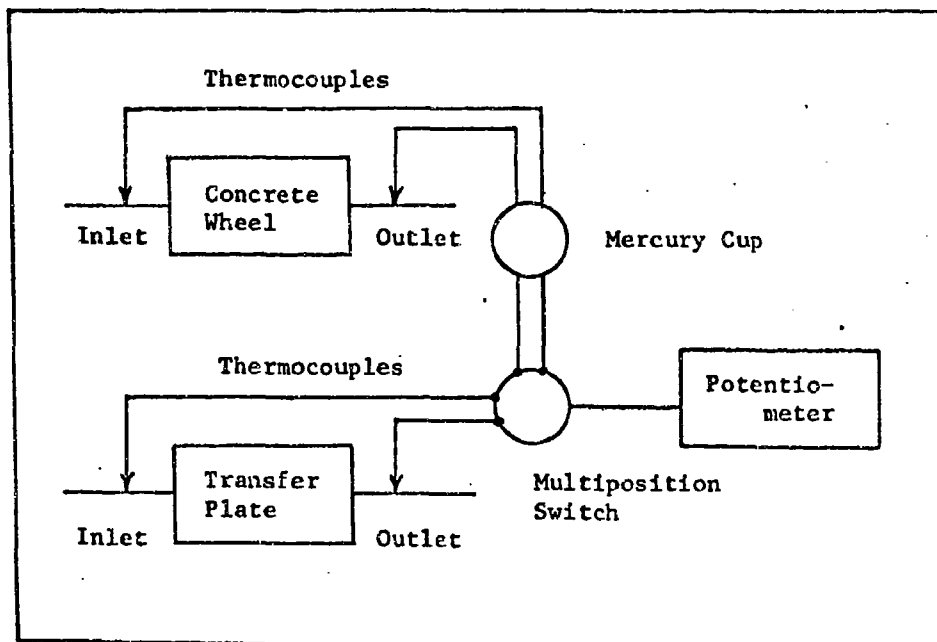 Thermocouples
Concrete
Wheel
Inlet
Outlet
Mercury Cup
Thermocouples
Potentio-
meter
Transfer
Plate
Multiposition
Switch
Inlet
Outlet